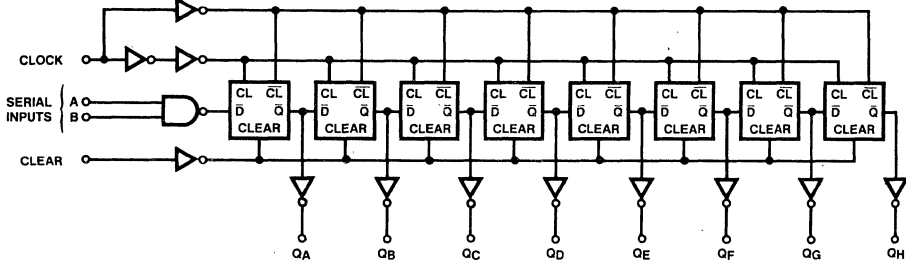 CLOCK
SERIAL INPUTS A B
CLEAR
CL C̅L̅ D̅ Q̅ CLEAR
CL C̅L̅ D̅ Q̅ CLEAR
CL C̅L̅ D̅ Q̅ CLEAR
CL C̅L̅ D̅ Q̅ CLEAR
CL C̅L̅ D̅ Q̅ CLEAR
CL C̅L̅ D̅ Q̅ CLEAR
CL C̅L̅ D̅ Q̅ CLEAR
CL C̅L̅ D̅ Q̅ CLEAR
QA QB QC QD QE QF QG QH